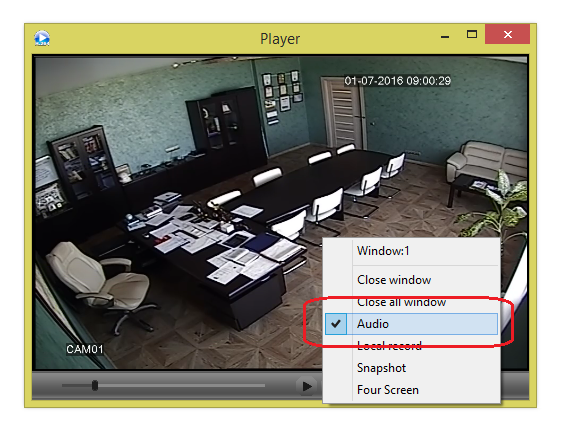 Player
01-07-2016 09:00:29
Window:1
Close window
Close all window
Audio
Local record
Snapshot
Four Screen
CAM01